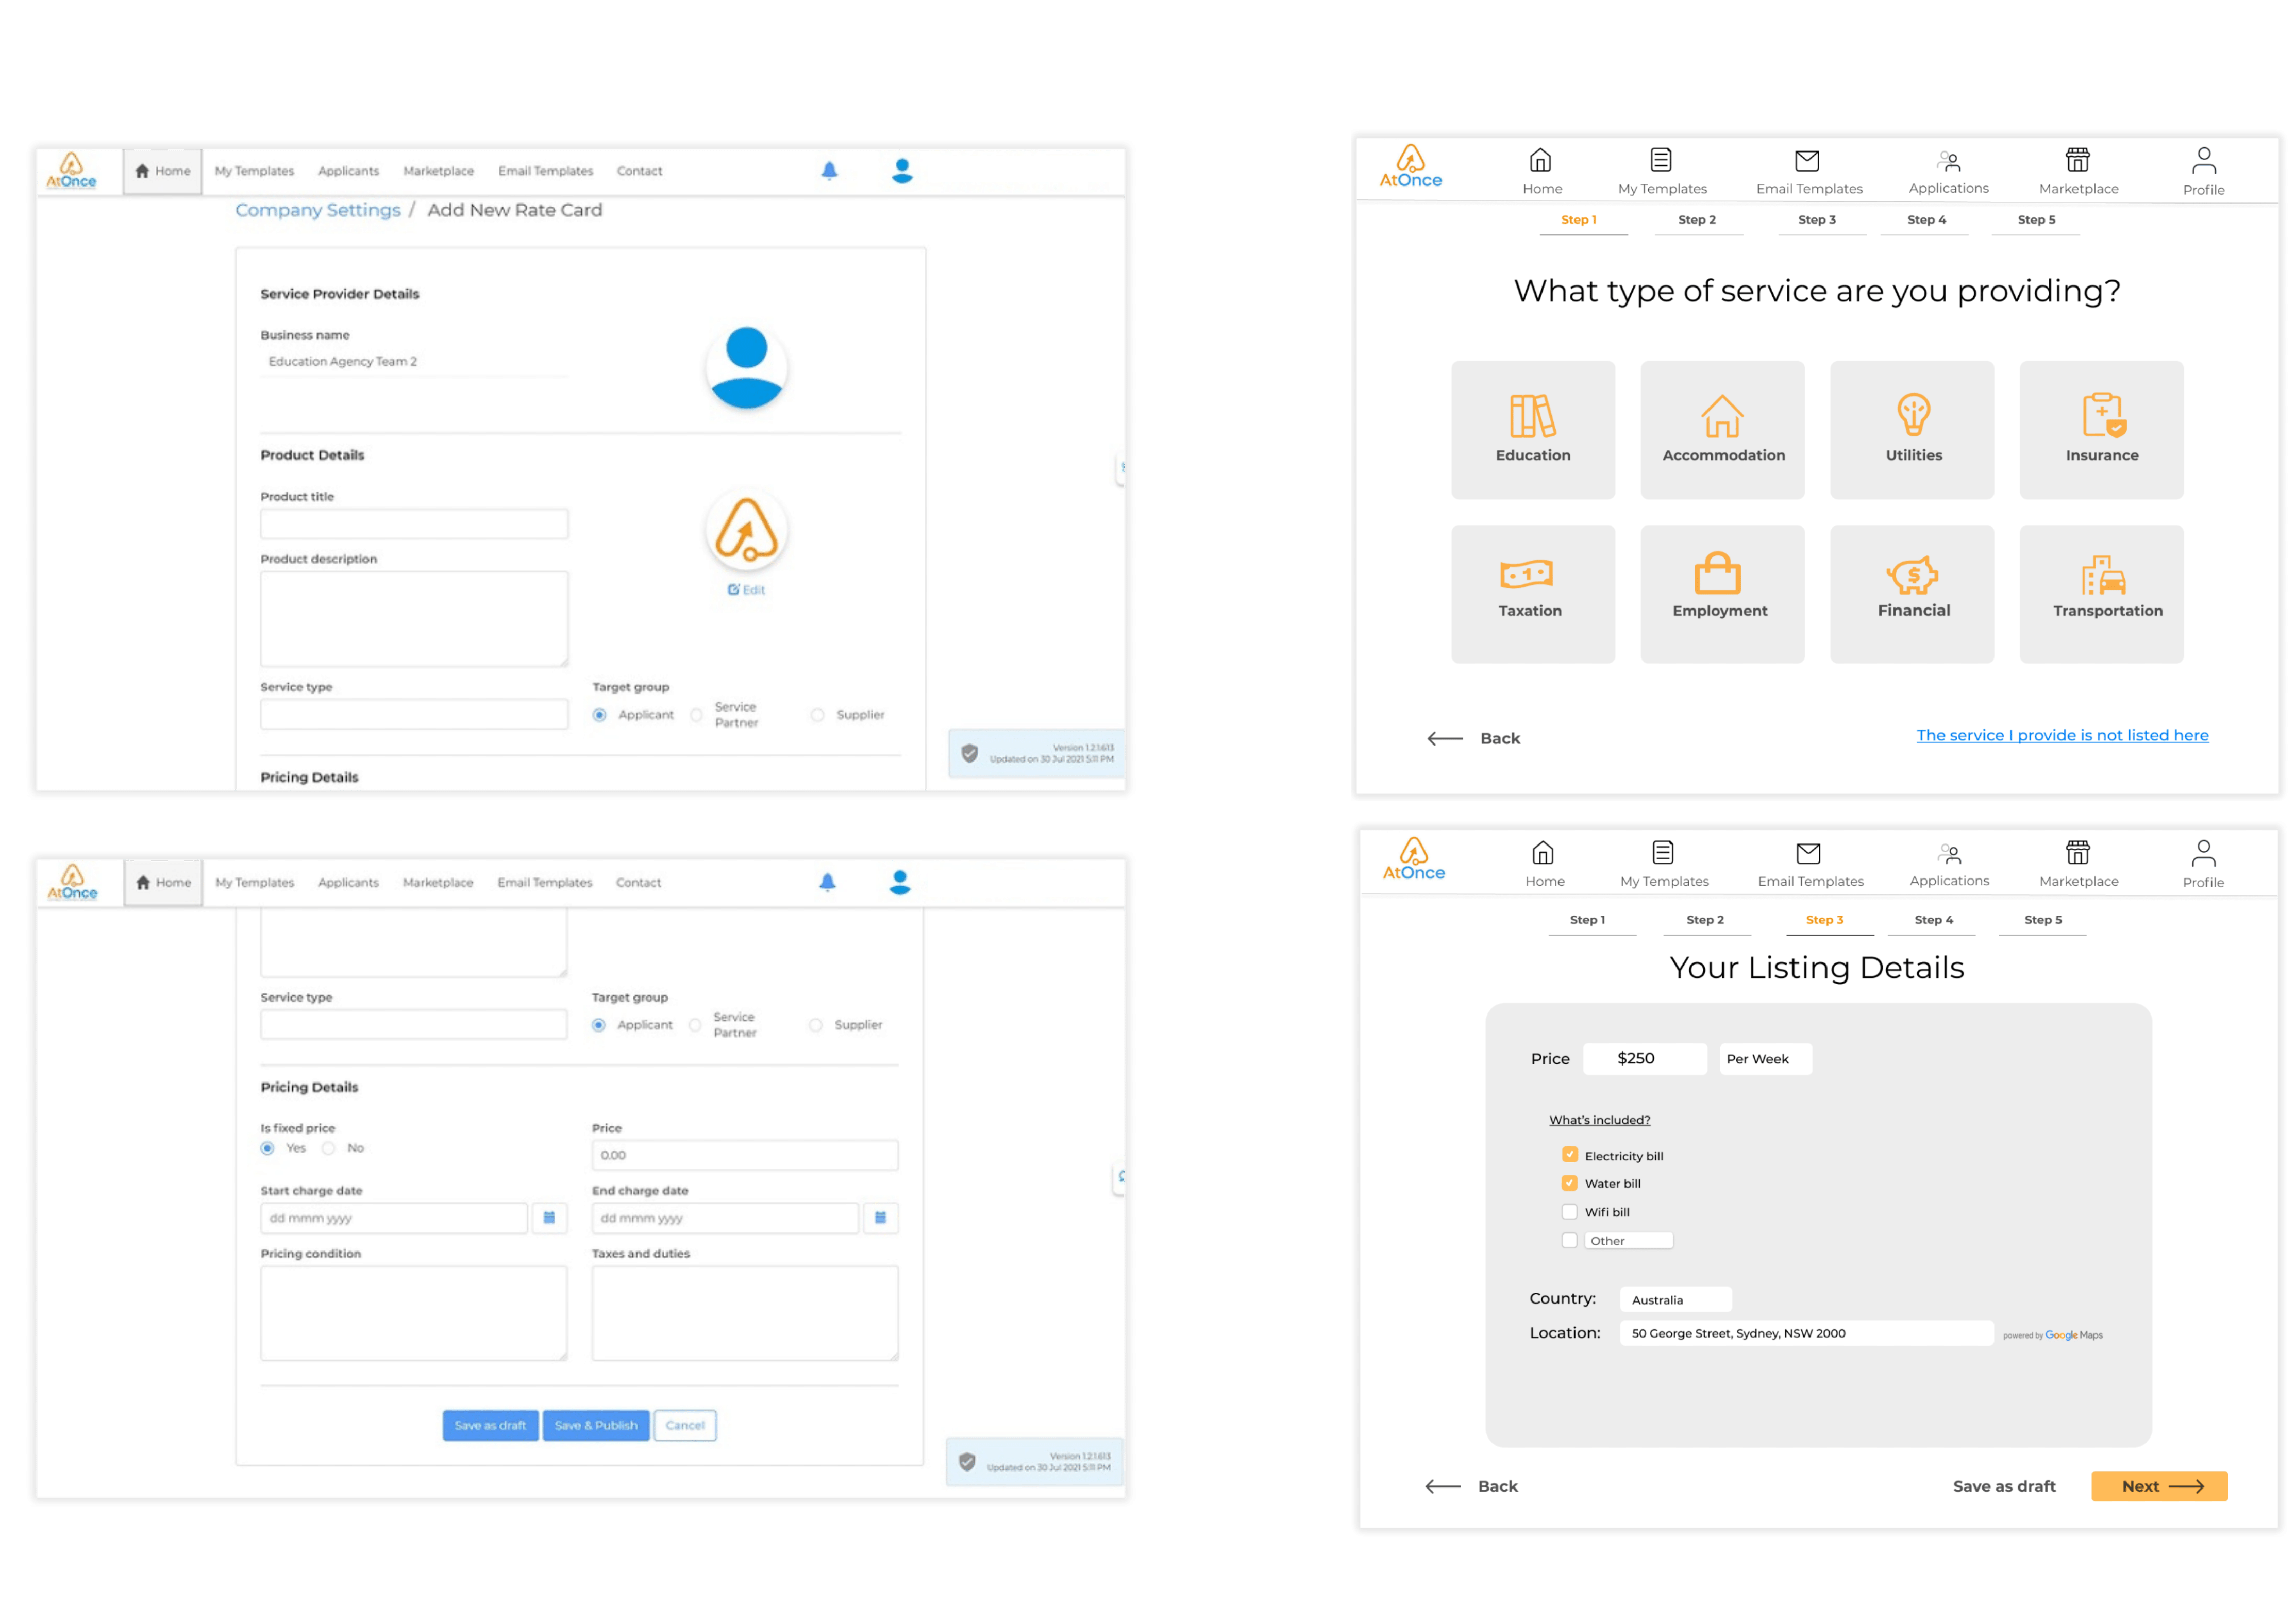 AtOnce
Home My Templates Applicants Marketplace Email Templates Contact
Company Settings / Add New Rate Card
Service Provider Details
Business name
Education Agency Team 2
Product Details
Product title
Product description
Edit
Service type Target group
Applicant Service Partner Supplier
Version 1.2.1.613
Updated on 30 Jul 2021 5:11 PM
Pricing Details
AtOnce
Home My Templates Applicants Marketplace Email Templates Contact
Service type Target group
Applicant Service Partner Supplier
Pricing Details
Is fixed price Price
Yes No 0.00
Start charge date End charge date
dd mmm yyyy dd mmm yyyy
Pricing condition Taxes and duties
Save as draft Save & Publish Cancel
Version 1.2.1.613
Updated on 30 Jul 2021 5:11 PM
AtOnce
Home My Templates Email Templates Applications Marketplace Profile
Step 1 Step 2 Step 3 Step 4 Step 5
What type of service are you providing?
Education Accommodation Utilities Insurance
1 $
Taxation Employment Financial Transportation
Back The service I provide is not listed here
AtOnce
Home My Templates Email Templates Applications Marketplace Profile
Step 1 Step 2 Step 3 Step 4 Step 5
Your Listing Details
Price $250 Per Week
What's included?
Electricity bill
Water bill
Wifi bill
Other
Country: Australia
Location: 50 George Street, Sydney, NSW 2000 powered by Google Maps
Back Save as draft Next